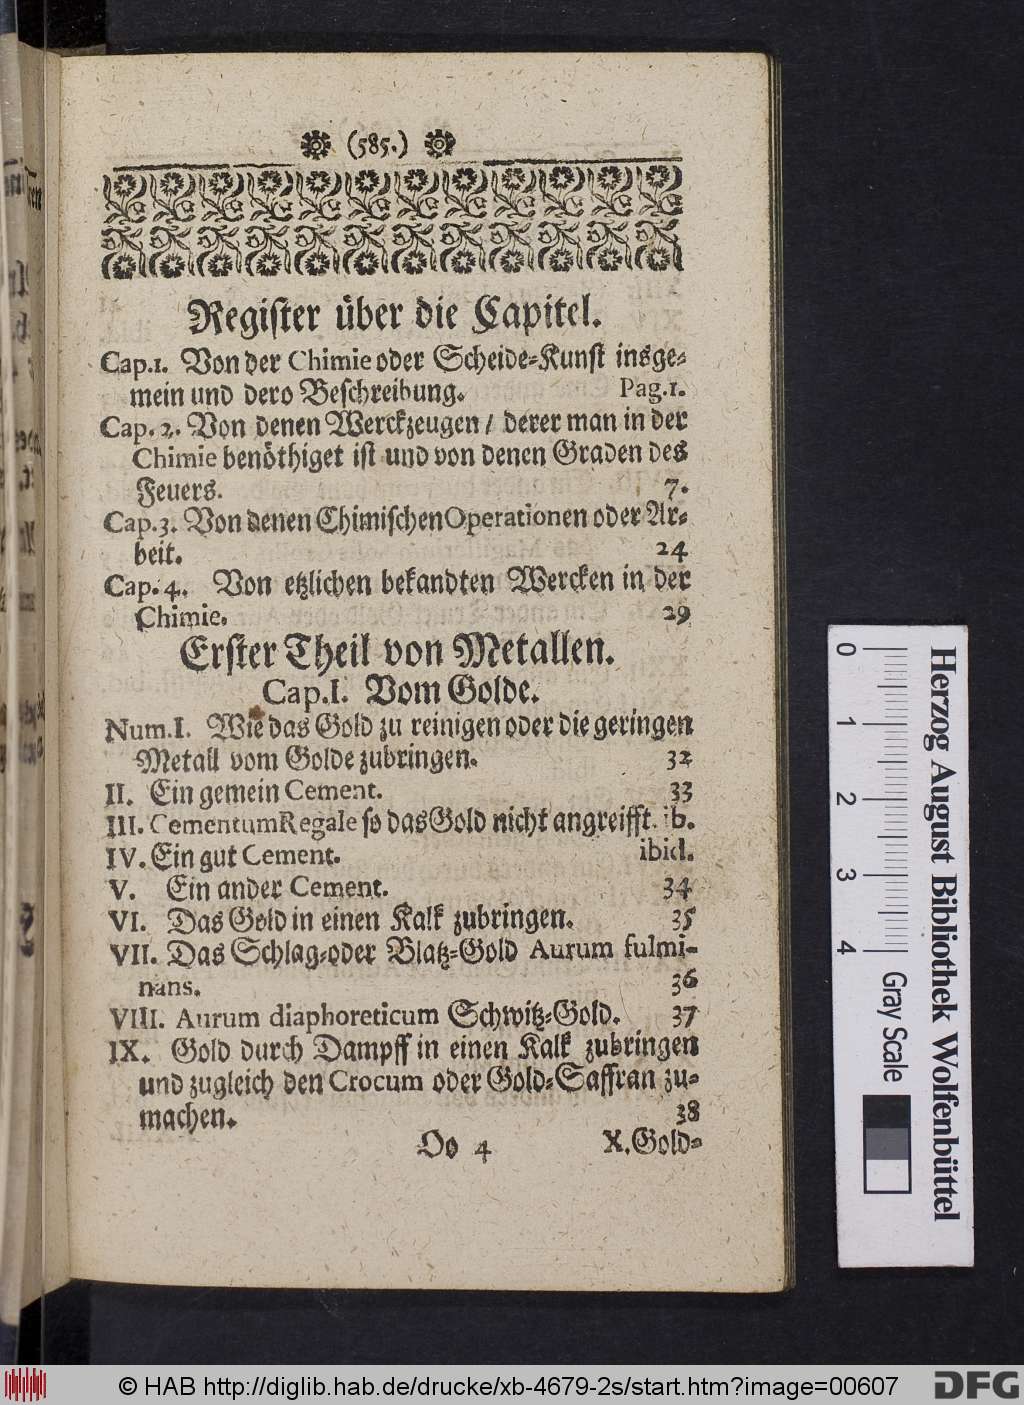 (585.)
Register über die Capitel.
Cap.1. Von der Chimie oder Scheide-Kunst insge-
mein und dero Beschreibung. Pag.1.
Cap. 2. Von denen Werckzeugen / derer man in der
Chimie benöthiget ist und von denen Graden des
Feuers. 7.
Cap.3. Von denen Chimischen Operationen oder Ar-
beit. 24
Cap. 4. Von etzlichen bekandten Wercken in der
Chimie. 29
Erster Theil von Metallen.
Cap.I. Vom Golde.
Num.I. Wie das Gold zu reinigen oder die geringen
Metall vom Golde zubringen. 32
II. Ein gemein Cement. 33
III. Cementum Regale so das Gold nicht angreifft. ib.
IV. Ein gut Cement. ibid.
V. Ein ander Cement. 34
VI. Das Gold in einen Kalk zubringen. 35
VII. Das Schlag-oder Blatz-Gold Aurum fulmi-
nans. 36
VIII. Aurum diaphoreticum Schwitz-Gold. 37
IX. Gold durch Dampff in einen Kalk zubringen
und zugleich den Crocum oder Gold-Saffran zu-
machen. 38
Oo 4 X. Gold-
0 1 2 3 4
Herzog August Bibliothek Wolfenbüttel
Gray Scale
© HAB http://diglib.hab.de/drucke/xb-4679-2s/start.htm?image=00607
DFG